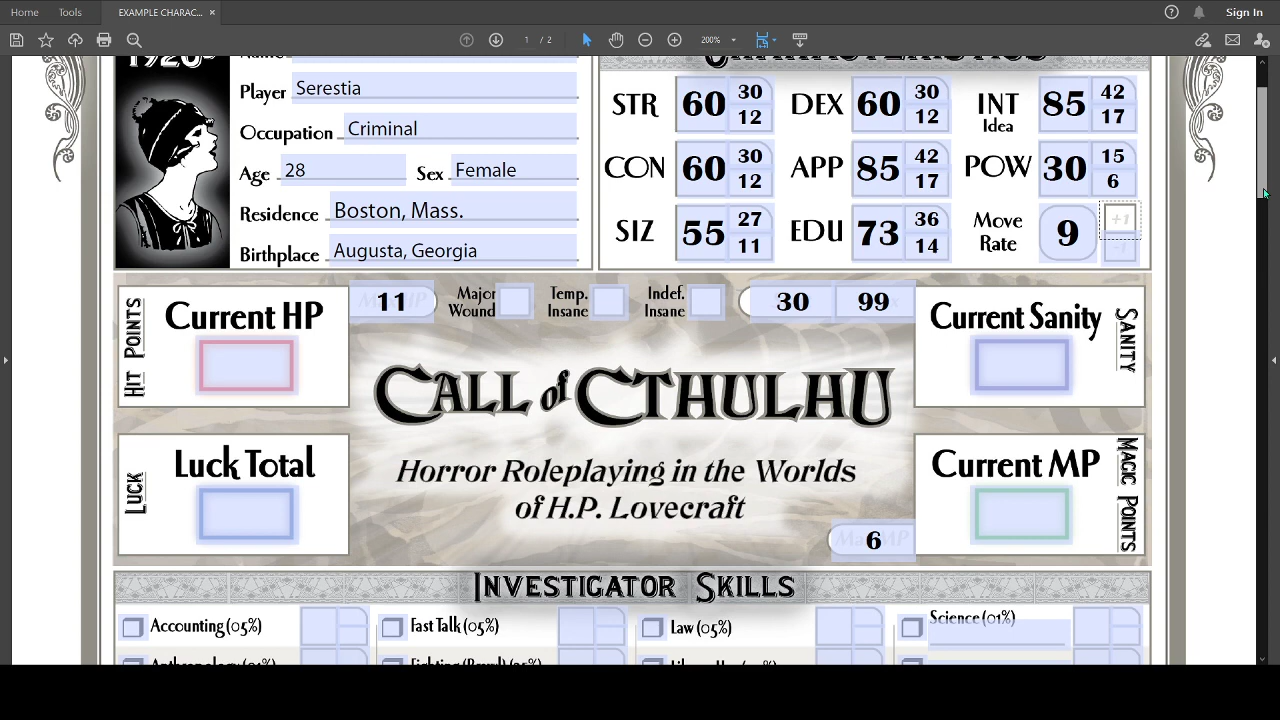 Home Tools EXAMPLE CHARAC... × Sign In
1 / 2 200%
Player Serestia
Occupation Criminal
Age 28 Sex Female
Residence Boston, Mass.
Birthplace Augusta, Georgia
STR 60 30 12 DEX 60 30 12 INT Idea 85 42 17
CON 60 30 12 APP 85 42 17 POW 30 15 6
SIZ 55 27 11 EDU 73 36 14 Move Rate 9 +1
Hit Points
Current HP
11
Major Wound
Temp. Insane
Indef. Insane
30 99
Current Sanity
Sanity
Call of Cthulhu
Horror Roleplaying in the Worlds
of H.P. Lovecraft
Luck
Luck Total
Current MP
Magic Points
6
Investigator Skills
Accounting (05%) Fast Talk (05%) Law (05%) Science (01%)